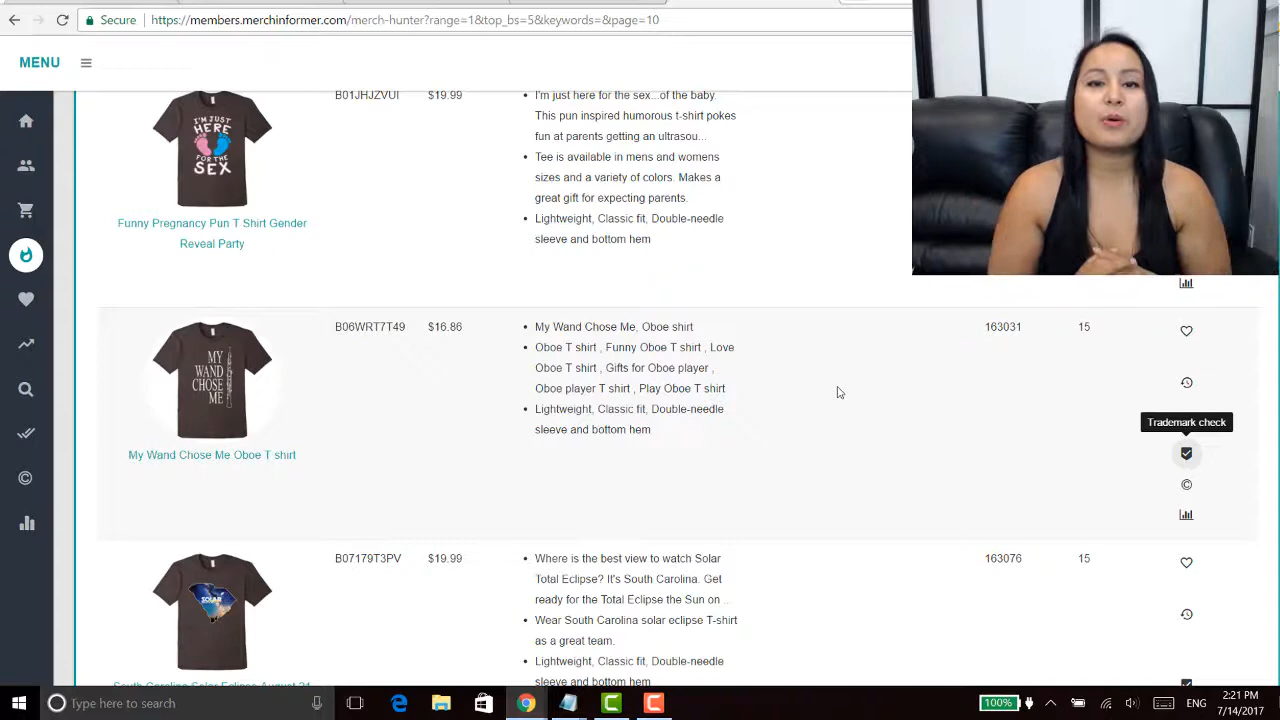 Secure
https://members.merchinformer.com/merch-hunter?range=1&top_bs=5&keywords=&page=10
MENU
I'M JUST
HERE
FOR THE
SEX
Funny Pregnancy Pun T Shirt Gender
Reveal Party
B01JHJZVUI
$19.99
I'm just here for the sex...of the baby.
This pun inspired humorous t-shirt pokes
fun at parents getting an ultrasou...
Tee is available in mens and womens
sizes and a variety of colors. Makes a
great gift for expecting parents.
Lightweight, Classic fit, Double-needle
sleeve and bottom hem
MY
WAND
CHOSE
ME
My Wand Chose Me Oboe T shirt
B06WRT7T49
$16.86
My Wand Chose Me, Oboe shirt
Oboe T shirt , Funny Oboe T shirt , Love
Oboe T shirt , Gifts for Oboe player ,
Oboe player T shirt , Play Oboe T shirt
Lightweight, Classic fit, Double-needle
sleeve and bottom hem
163031
15
Trademark check
SOLAR
South Carolina Solar Eclipse August 21
B07179T3PV
$19.99
Where is the best view to watch Solar
Total Eclipse? It's South Carolina. Get
ready for the Total Eclipse the Sun on ...
Wear South Carolina solar eclipse T-shirt
as a great team.
Lightweight, Classic fit, Double-needle
sleeve and bottom hem
163076
15
Type here to search
100%
ENG
2:21 PM
7/14/2017